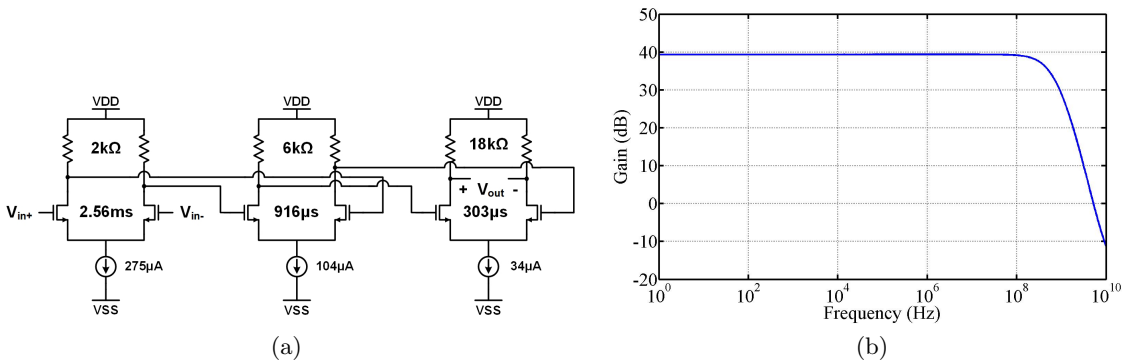 VDD
VDD
VDD
2kΩ
6kΩ
18kΩ
+ Vout -
Vin+
2.56ms
Vin-
916µs
303µs
275µA
104µA
34µA
VSS
VSS
VSS
(a)
Gain (dB)
50
40
30
20
10
0
-10
-20
10^0
10^2
10^4
10^6
10^8
10^10
Frequency (Hz)
(b)